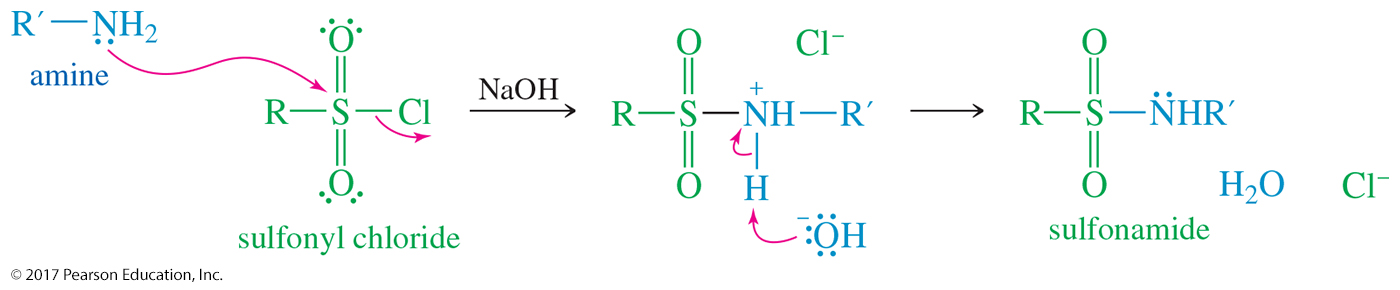 R′—NH₂
amine
O
R—S—Cl
O
sulfonyl chloride
NaOH
O
Cl⁻
+
R—S—NH—R′
O
H
⁻OH
O
R—S—NHR′
O
sulfonamide
H₂O
Cl⁻
© 2017 Pearson Education, Inc.